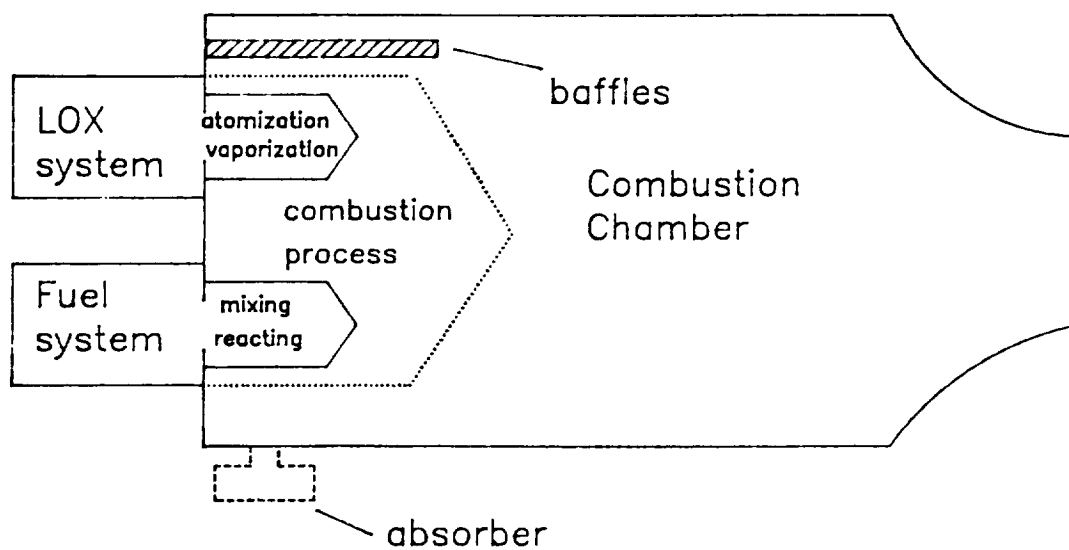 baffles
LOX
system
atomization
vaporization
combustion
process
Combustion
Chamber
Fuel
system
mixing
reacting
absorber